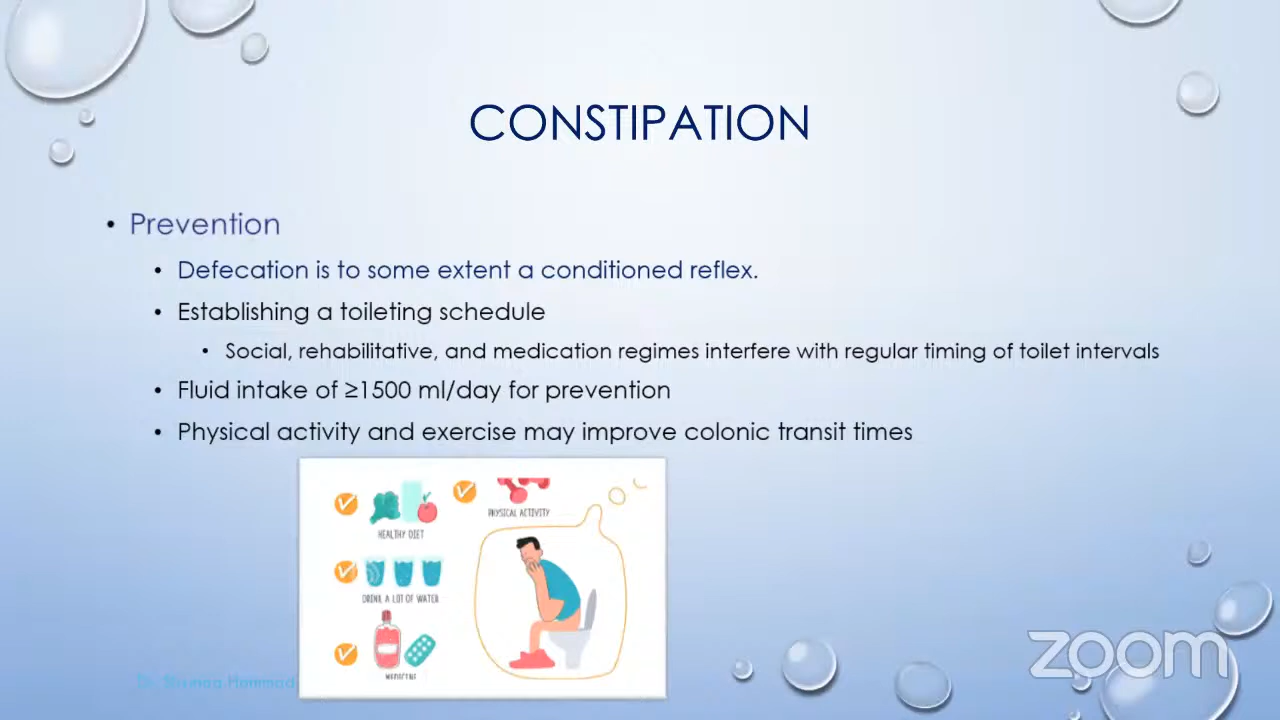 CONSTIPATION
• Prevention
• Defecation is to some extent a conditioned reflex.
• Establishing a toileting schedule
• Social, rehabilitative, and medication regimes interfere with regular timing of toilet intervals
• Fluid intake of ≥1500 ml/day for prevention
• Physical activity and exercise may improve colonic transit times
PHYSICAL ACTIVITY
HEALTHY DIET
DRINK A LOT OF WATER
Dr.
Hammad
zoom